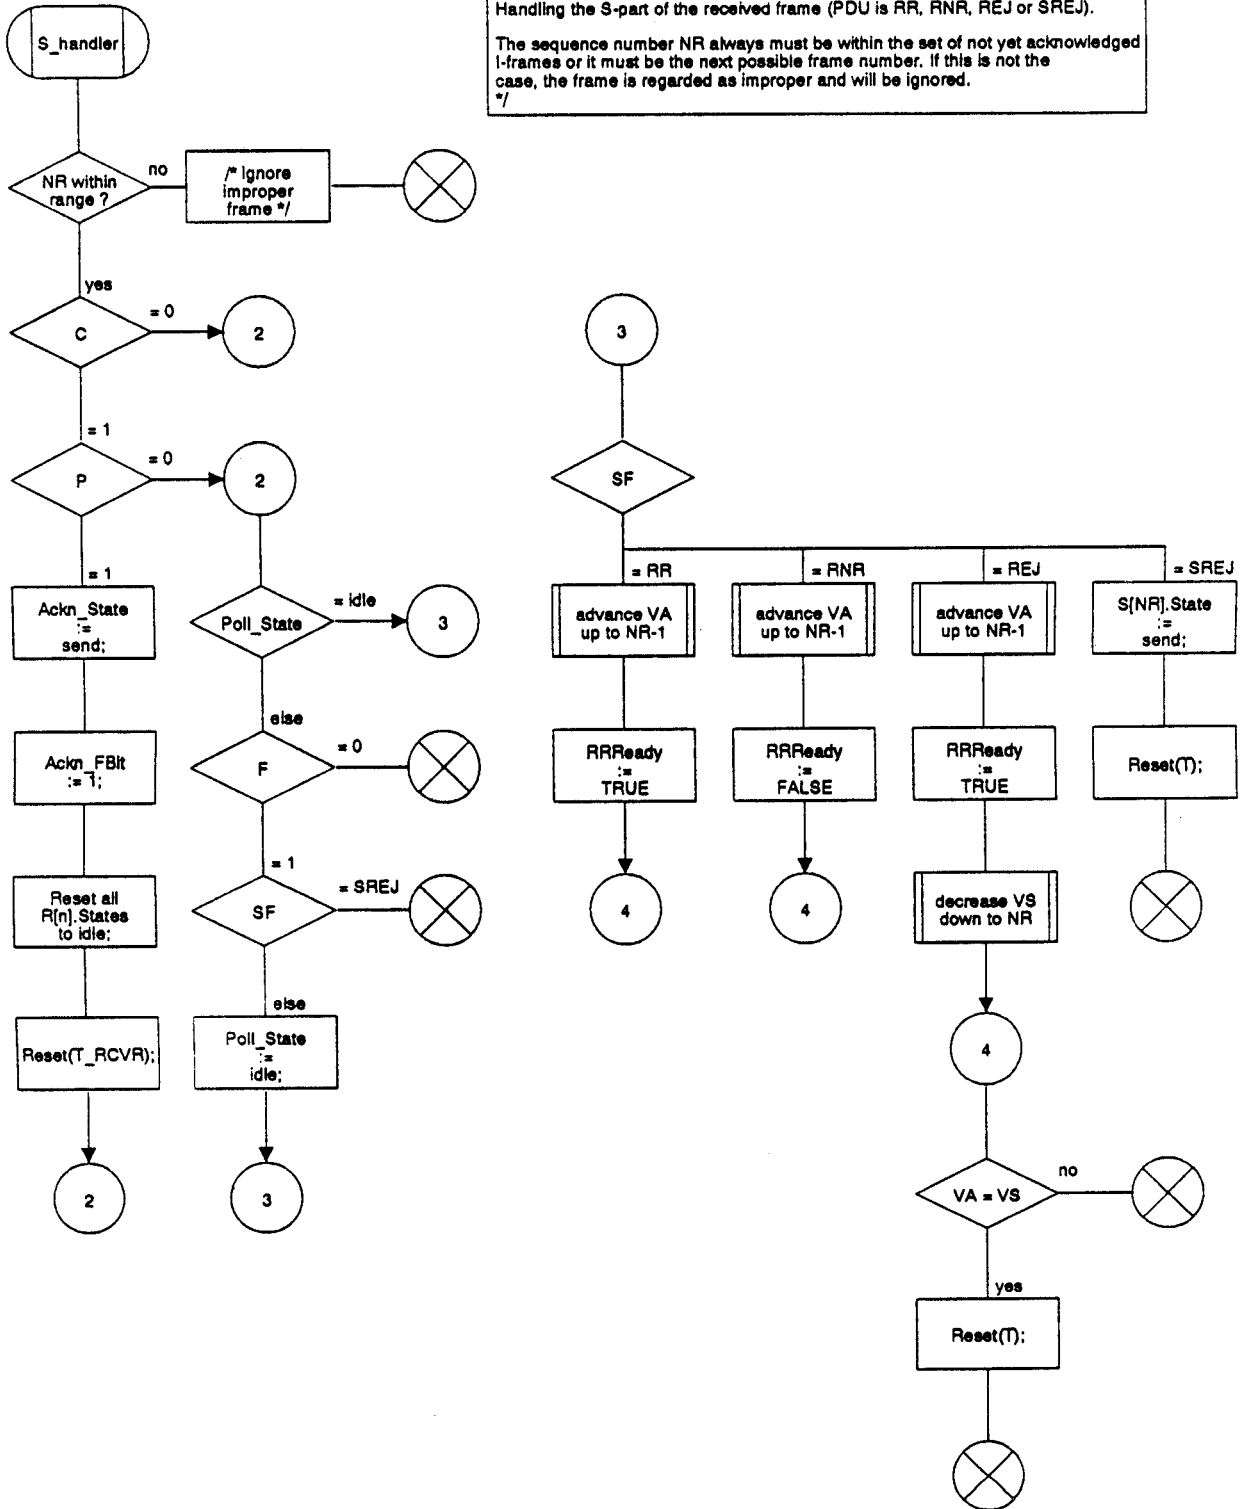 Handling the S-part of the received frame (PDU is RR, RNR, REJ or SREJ).
The sequence number NR always must be within the set of not yet acknowledged
I-frames or it must be the next possible frame number. If this is not the
case, the frame is regarded as improper and will be ignored.
*/
S_handler
NR within
range ?
no
/* Ignore
improper
frame */
yes
C
= 0
2
= 1
P
= 0
2
= 1
Ackn_State
:=
send;
Ackn_FBit
:= 1;
Reset all
R[n].States
to idle;
Reset(T_RCVR);
2
Poll_State
= idle
3
else
F
= 0
= 1
SF
= SREJ
else
Poll_State
:=
idle;
3
3
SF
= RR
advance VA
up to NR-1
RRReady
:=
TRUE
4
= RNR
advance VA
up to NR-1
RRReady
:=
FALSE
4
= REJ
advance VA
up to NR-1
RRReady
:=
TRUE
decrease VS
down to NR
4
VA = VS
no
yes
Reset(T);
= SREJ
S[NR].State
:=
send;
Reset(T);